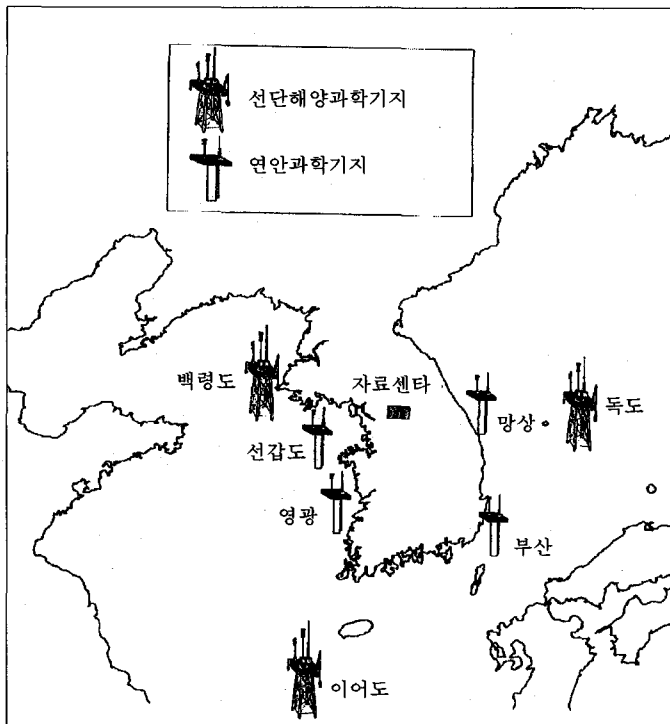 선단해양과학기지
연안과학기지
백령도
자료센타
선갑도
망상
독도
영광
부산
이어도